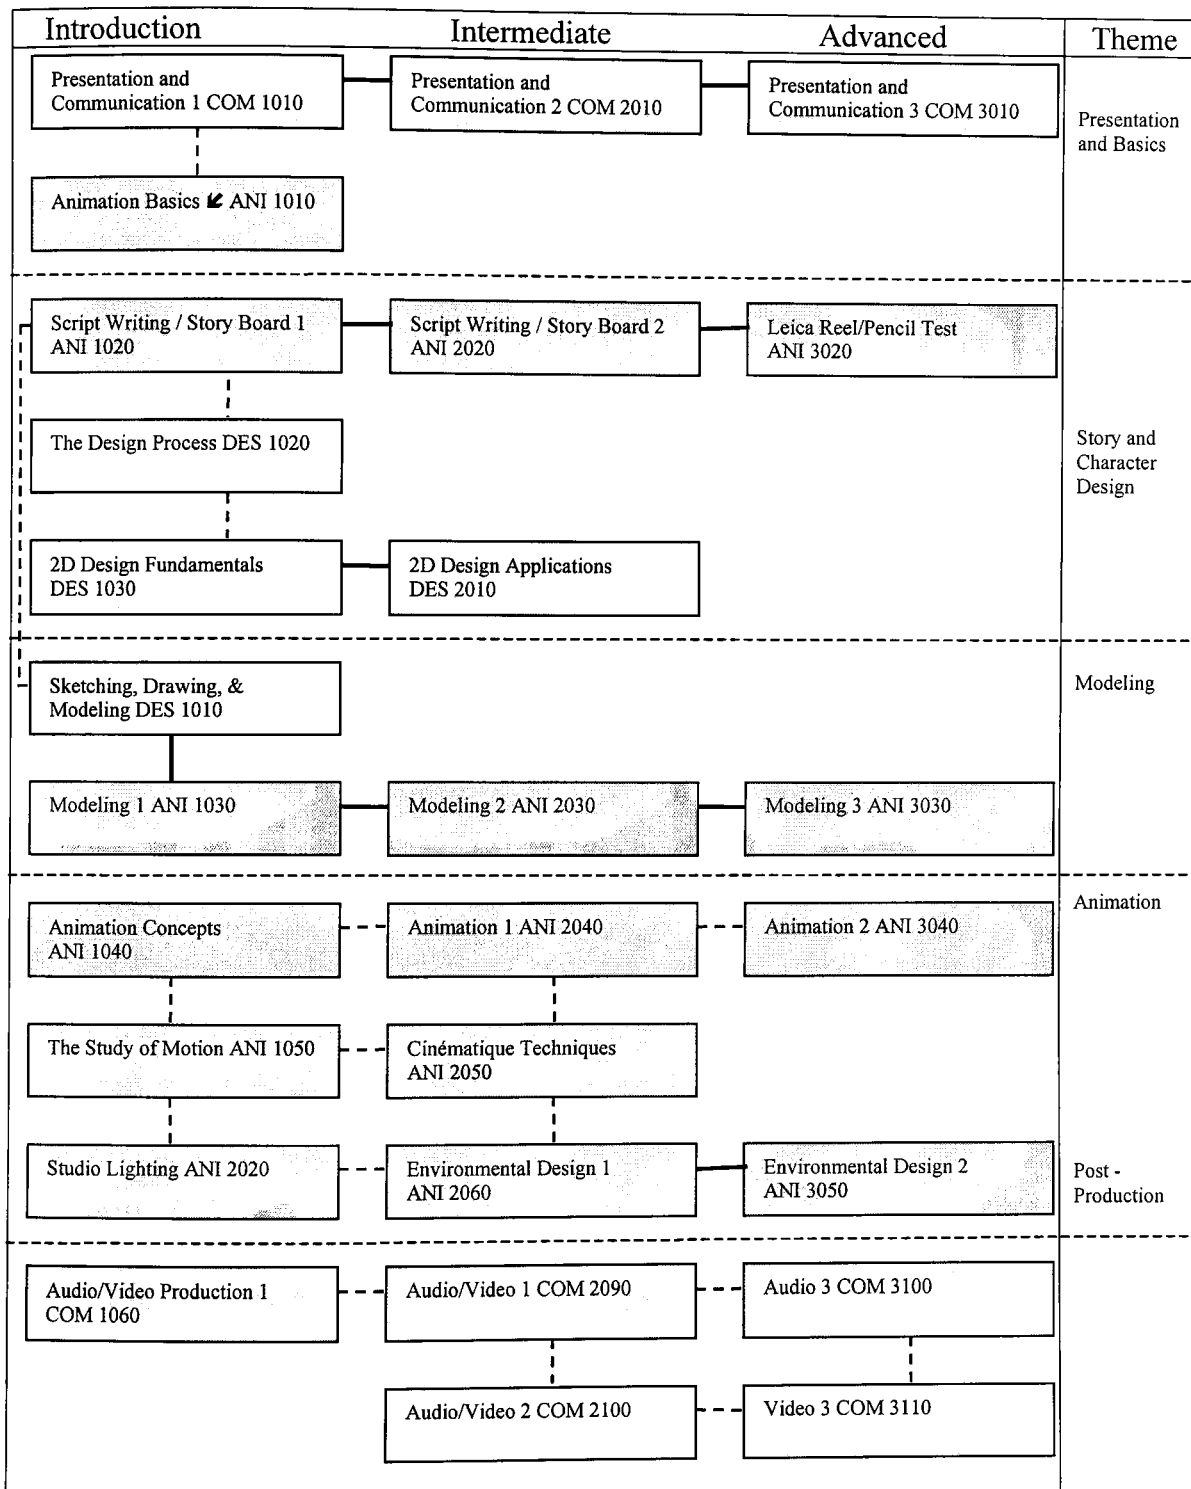 Introduction
Intermediate
Advanced
Theme
Presentation and
Communication 1 COM 1010
Presentation and
Communication 2 COM 2010
Presentation and
Communication 3 COM 3010
Presentation
and Basics
Animation Basics ANI 1010
Script Writing / Story Board 1
ANI 1020
Script Writing / Story Board 2
ANI 2020
Leica Reel/Pencil Test
ANI 3020
The Design Process DES 1020
Story and
Character
Design
2D Design Fundamentals
DES 1030
2D Design Applications
DES 2010
Sketching, Drawing, &
Modeling DES 1010
Modeling
Modeling 1 ANI 1030
Modeling 2 ANI 2030
Modeling 3 ANI 3030
Animation Concepts
ANI 1040
Animation 1 ANI 2040
Animation 2 ANI 3040
Animation
The Study of Motion ANI 1050
Cinématique Techniques
ANI 2050
Studio Lighting ANI 2020
Environmental Design 1
ANI 2060
Environmental Design 2
ANI 3050
Post -
Production
Audio/Video Production 1
COM 1060
Audio/Video 1 COM 2090
Audio 3 COM 3100
Audio/Video 2 COM 2100
Video 3 COM 3110